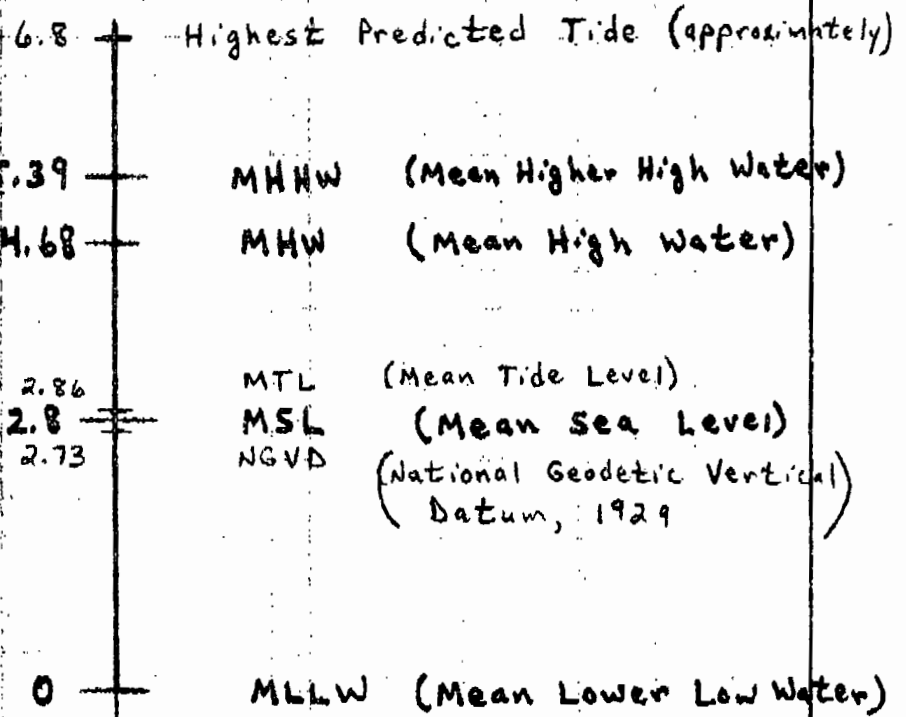 6.8 Highest Predicted Tide (approximately)
.39 MHHW (Mean Higher High Water)
4.68 MHW (Mean High Water)
2.86 MTL (Mean Tide Level)
2.8 MSL (Mean Sea Level)
2.73 NGVD (National Geodetic Vertical
Datum, 1929)
0 MLLW (Mean Lower Low Water)